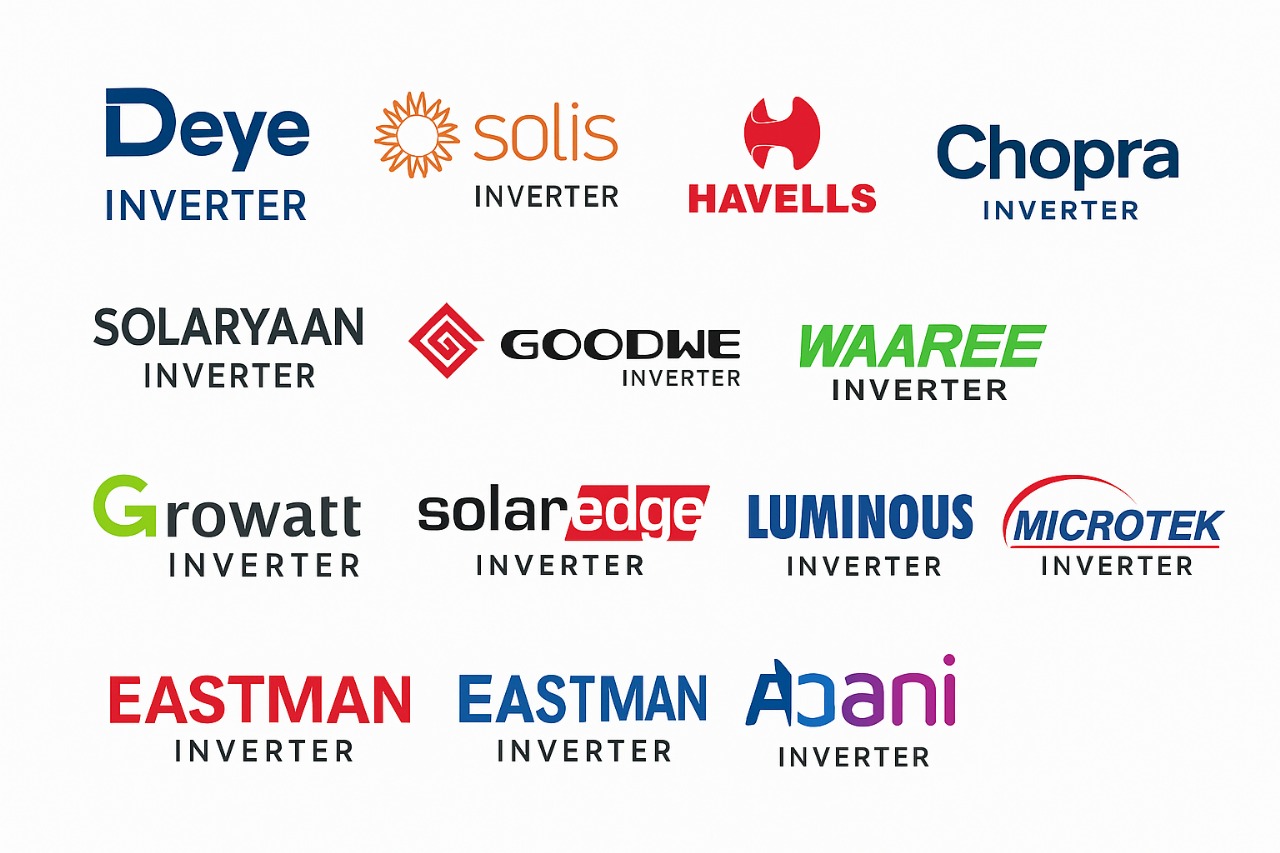 Deye
INVERTER
solis
INVERTER
HAVELLS
Chopra
INVERTER
SOLARYAAN
INVERTER
GOODWE
INVERTER
WAAREE
INVERTER
Growatt
INVERTER
solaredge
INVERTER
LUMINOUS
INVERTER
MICROTEK
INVERTER
EASTMAN
INVERTER
EASTMAN
INVERTER
Adani
INVERTER